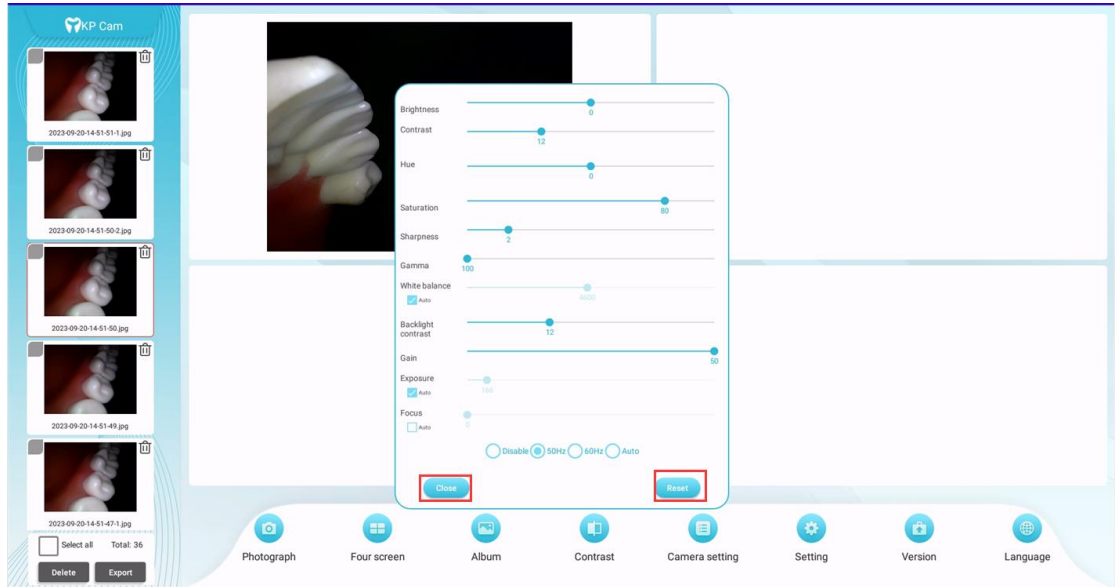 KP Cam
2023-09-20-14-51-51-1.jpg
2023-09-20-14-51-50-2.jpg
2023-09-20-14-51-50.jpg
2023-09-20-14-51-49.jpg
2023-09-20-14-51-47-1.jpg
Select all Total: 36
Delete Export
Brightness
0
Contrast
12
Hue
0
Saturation
80
Sharpness
2
Gamma
100
White balance
4600
Auto
Backlight
contrast
12
Gain
50
Exposure
166
Auto
Focus
0
Auto
Disable 50Hz 60Hz Auto
Close Reset
Photograph Four screen Album Contrast Camera setting Setting Version Language